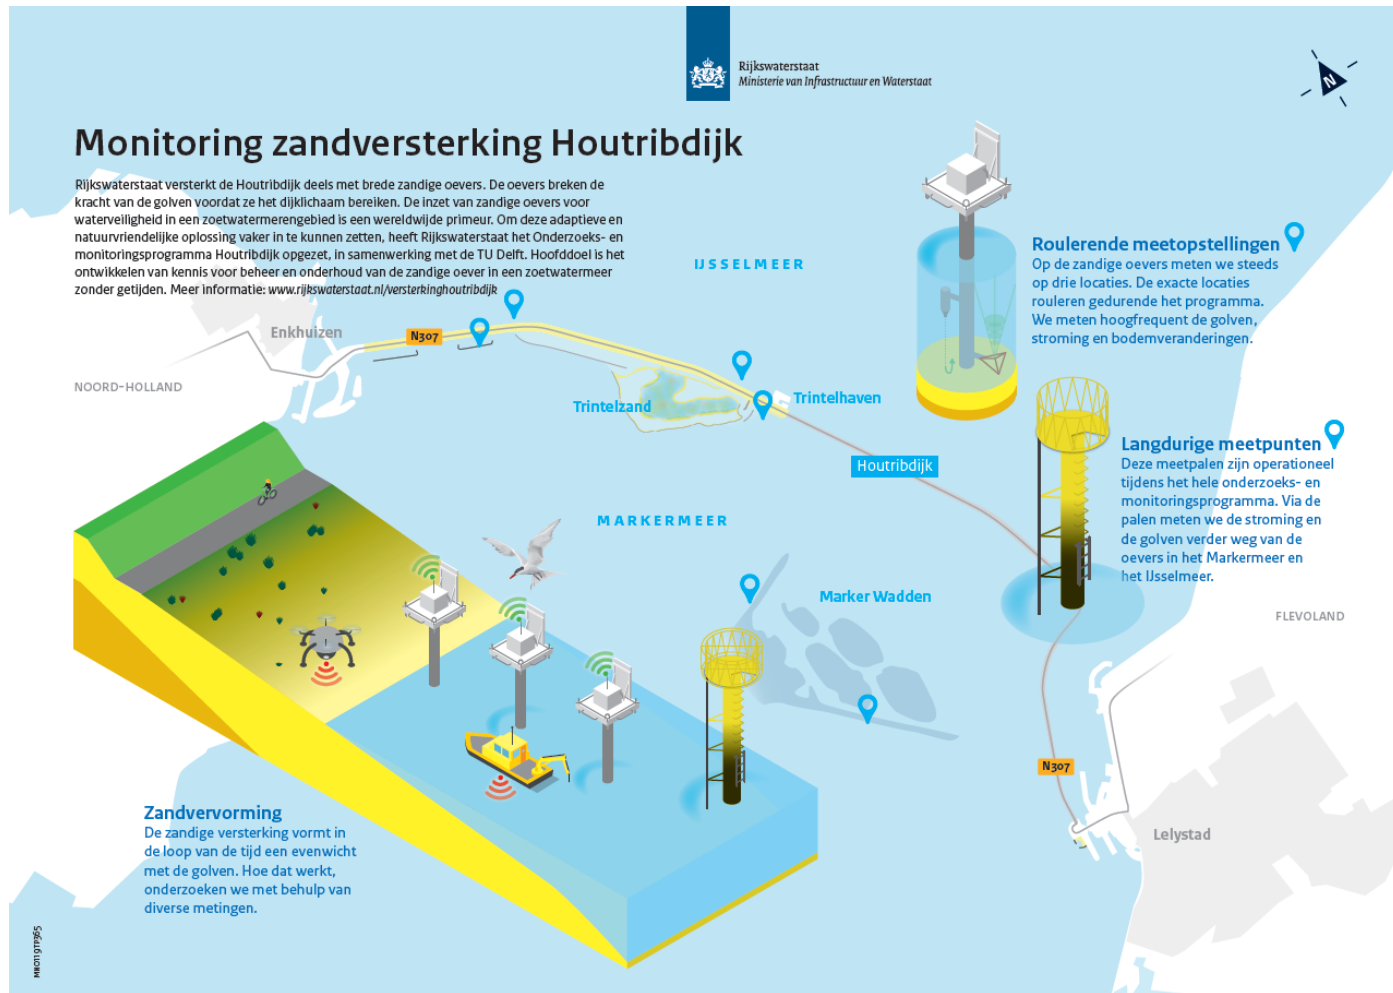 Rijkswaterstaat
Ministerie van Infrastructuur en Waterstaat
N
Monitoring zandversterking Houtribdijk
Rijkswaterstaat versterkt de Houtribdijk deels met brede zandige oevers. De oevers breken de
kracht van de golven voordat ze het dijklichaam bereiken. De inzet van zandige oevers voor
waterveiligheid in een zoetwatermerengebied is een wereldwijde primeur. Om deze adaptieve en
natuurvriendelijke oplossing vaker in te kunnen zetten, heeft Rijkswaterstaat het Onderzoeks- en
monitoringsprogramma Houtribdijk opgezet, in samenwerking met de TU Delft. Hoofddoel is het
ontwikkelen van kennis voor beheer en onderhoud van de zandige oever in een zoetwatermeer
zonder getijden. Meer informatie: www.rijkswaterstaat.nl/versterkinghoutribdijk
IJSSELMEER
Roulerende meetopstellingen
Op de zandige oevers meten we steeds
op drie locaties. De exacte locaties
rouleren gedurende het programma.
We meten hoogfrequent de golven,
stroming en bodemveranderingen.
Enkhuizen
N307
NOORD-HOLLAND
Trintelzand
Trintelhaven
Houtribdijk
Langdurige meetpunten
Deze meetpalen zijn operationeel
tijdens het hele onderzoeks- en
monitoringsprogramma. Via de
palen meten we de stroming en
de golven verder weg van de
oevers in het Markermeer en
het IJsselmeer.
MARKERMEER
Marker Wadden
FLEVOLAND
N307
Lelystad
Zandvervorming
De zandige versterking vormt in
de loop van de tijd een evenwicht
met de golven. Hoe dat werkt,
onderzoeken we met behulp van
diverse metingen.
MN0119TP365